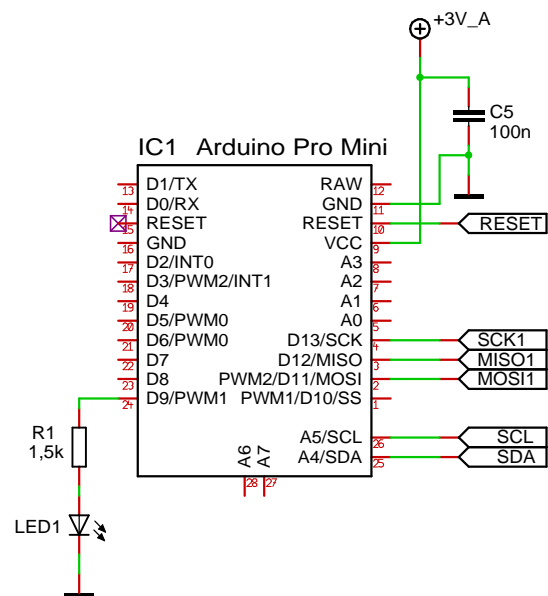 +3V_A
C5
100n
IC1 Arduino Pro Mini
13 D1/TX RAW 12
14 D0/RX GND 11
15 RESET RESET 10 RESET
16 GND VCC 9
17 D2/INT0 A3 8
18 D3/PWM2/INT1 A2 7
19 D4 A1 6
20 D5/PWM0 A0 5
21 D6/PWM0 D13/SCK 4 SCK1
22 D7 D12/MISO 3 MISO1
23 D8 PWM2/D11/MOSI 2 MOSI1
24 D9/PWM1 PWM1/D10/SS 1
R1
1,5k
A5/SCL 26 SCL
A4/SDA 25 SDA
A6 A7
28 27
LED1